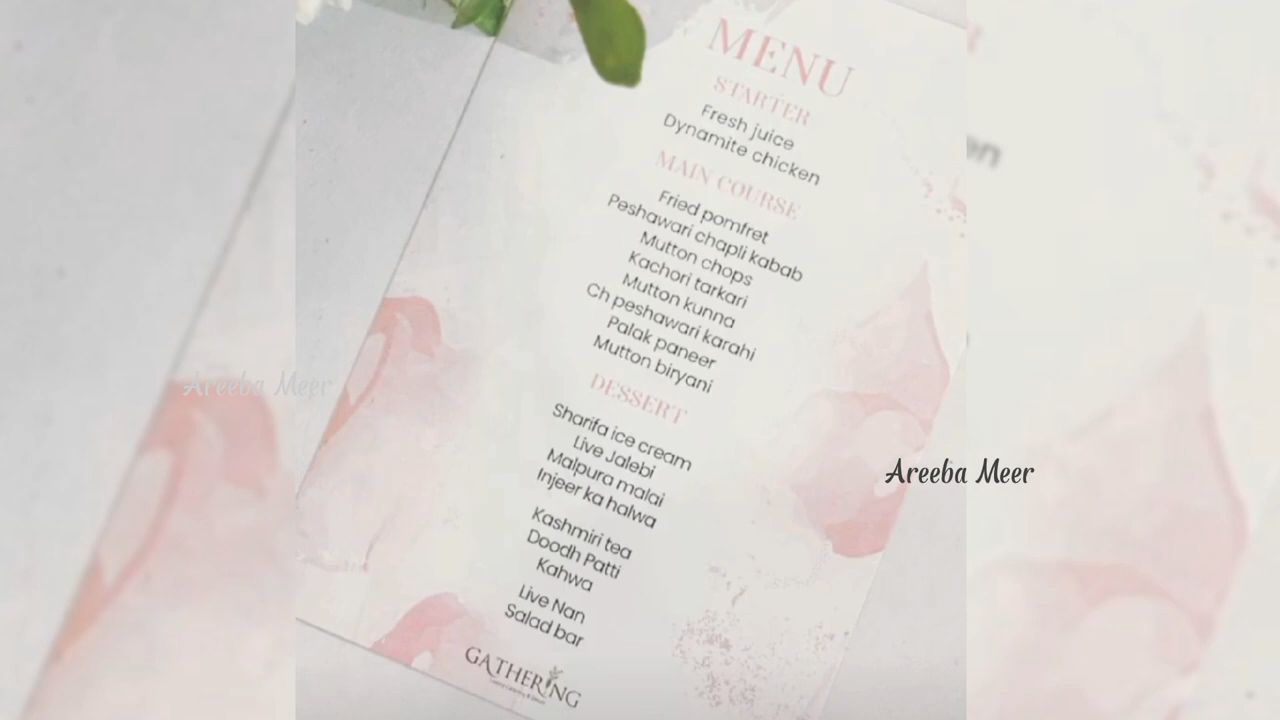 MENU
STARTER
Fresh juice
Dynamite chicken
MAIN COURSE
Fried pomfret
Peshawari chapli kabab
Mutton chops
Kachori tarkari
Mutton kunna
Ch peshawari karahi
Palak paneer
Mutton biryani
DESSERT
Sharifa ice cream
Live Jalebi
Malpura malai
Injeer ka halwa
Kashmiri tea
Doodh Patti
Kahwa
Live Nan
Salad bar
GATHERING
Areeba Meer
Areeba Meer